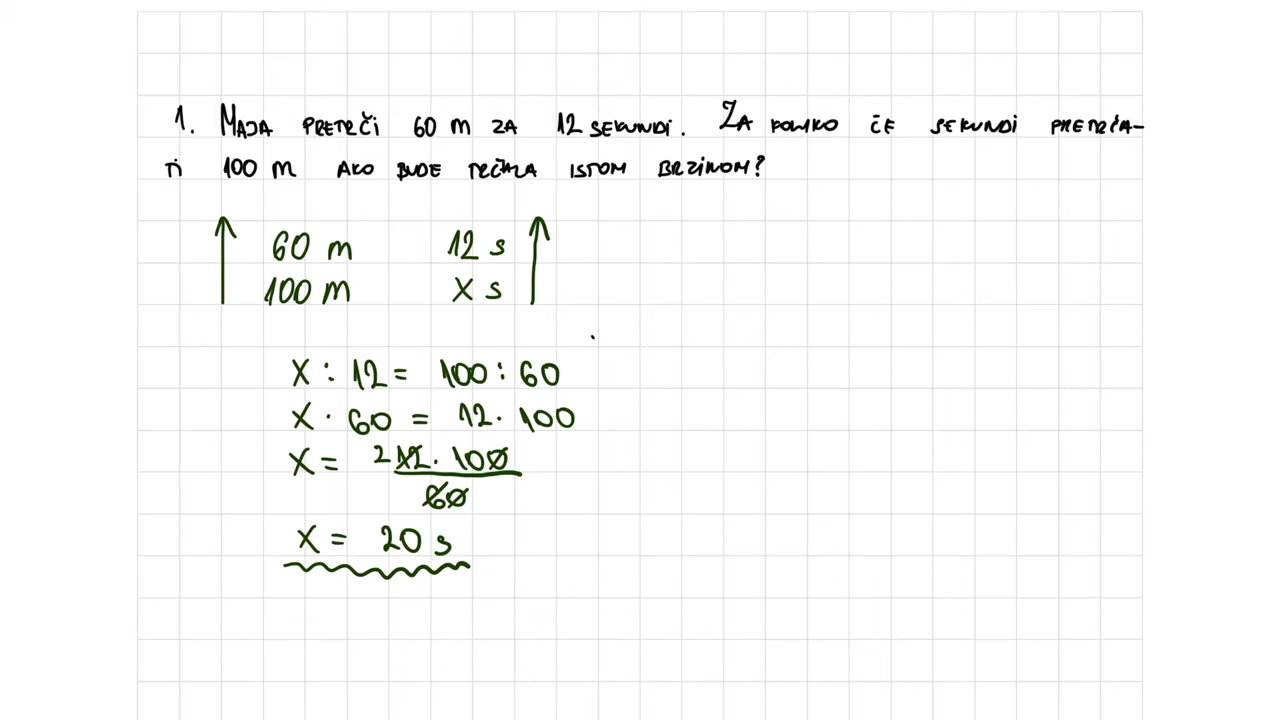 1. MAJA PRETRČI 60 m ZA 12 SEKUNDI. ZA KOLIKO ĆE SEKUNDI PRETRČA-
TI 100 m AKO BUDE TRČALA ISTOM BRZINOM?
60 m 12 s
100 m X s
X : 12 = 100 : 60
X · 60 = 12 · 100
X = 2 12 · 100
60
X = 20 s